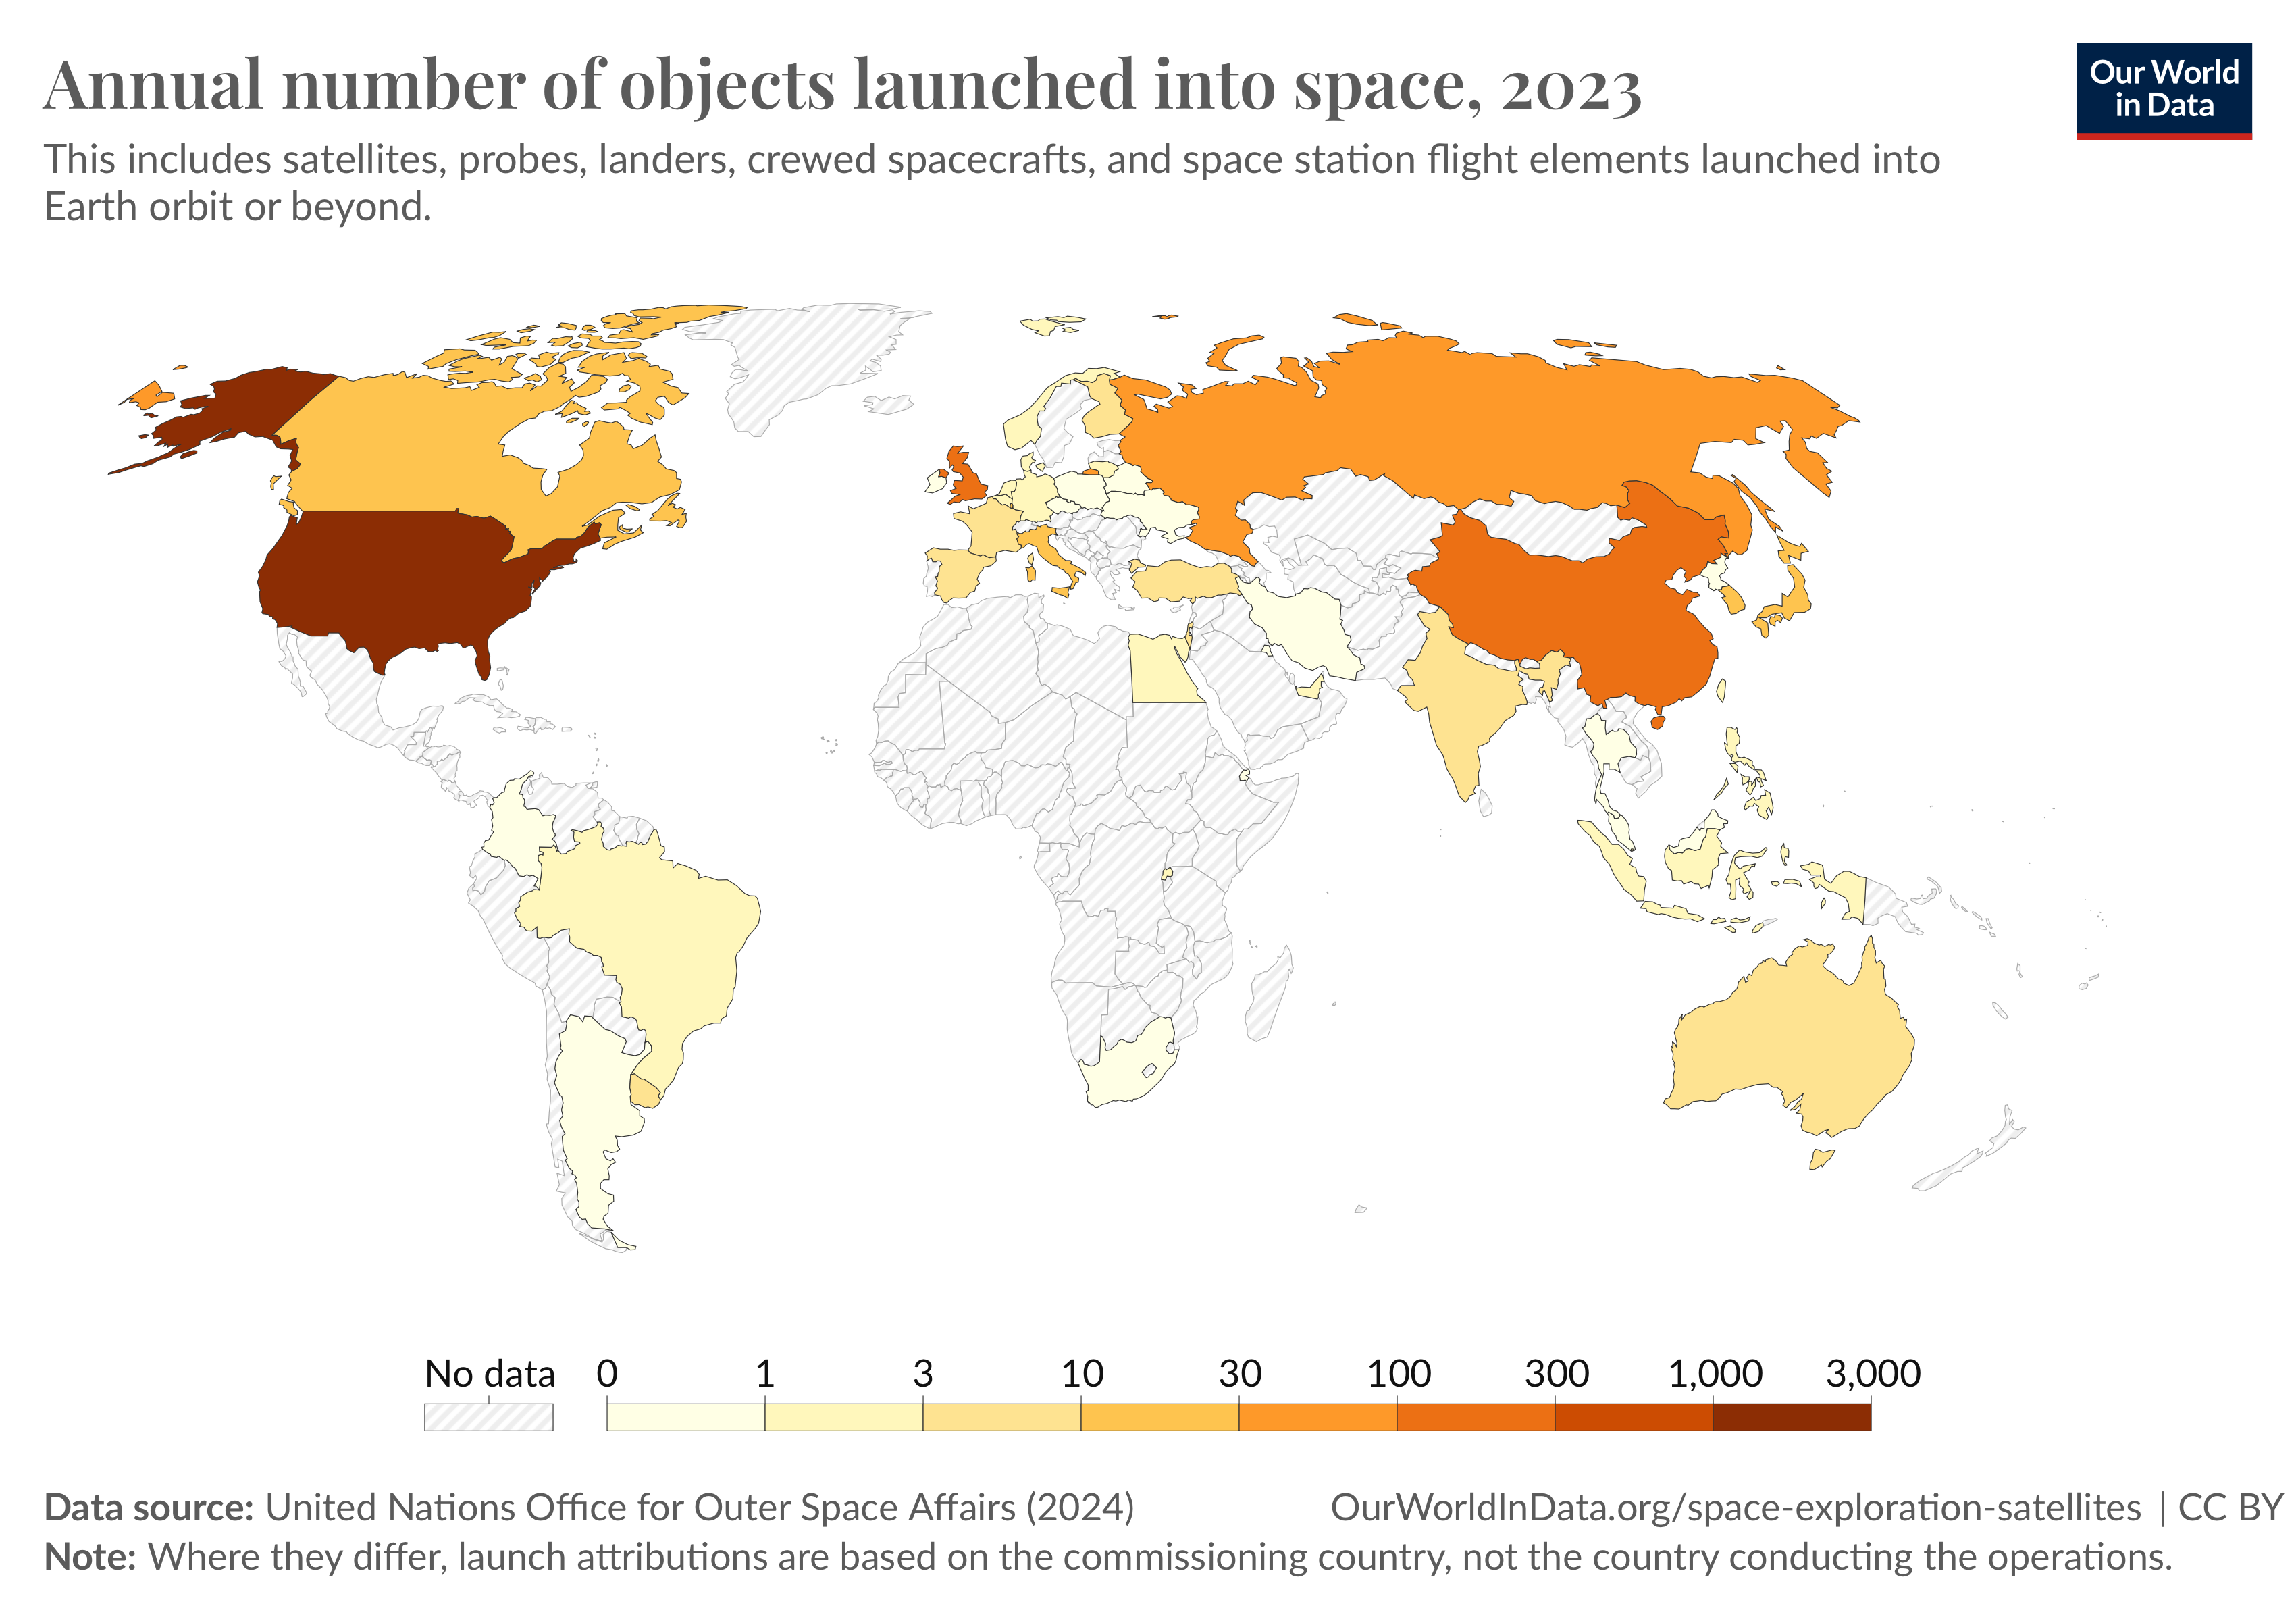 Annual number of objects launched into space, 2023
Our World
in Data
This includes satellites, probes, landers, crewed spacecrafts, and space station flight elements launched into
Earth orbit or beyond.
No data 0 1 3 10 30 100 300 1,000 3,000
Data source: United Nations Office for Outer Space Affairs (2024) OurWorldInData.org/space-exploration-satellites | CC BY
Note: Where they differ, launch attributions are based on the commissioning country, not the country conducting the operations.